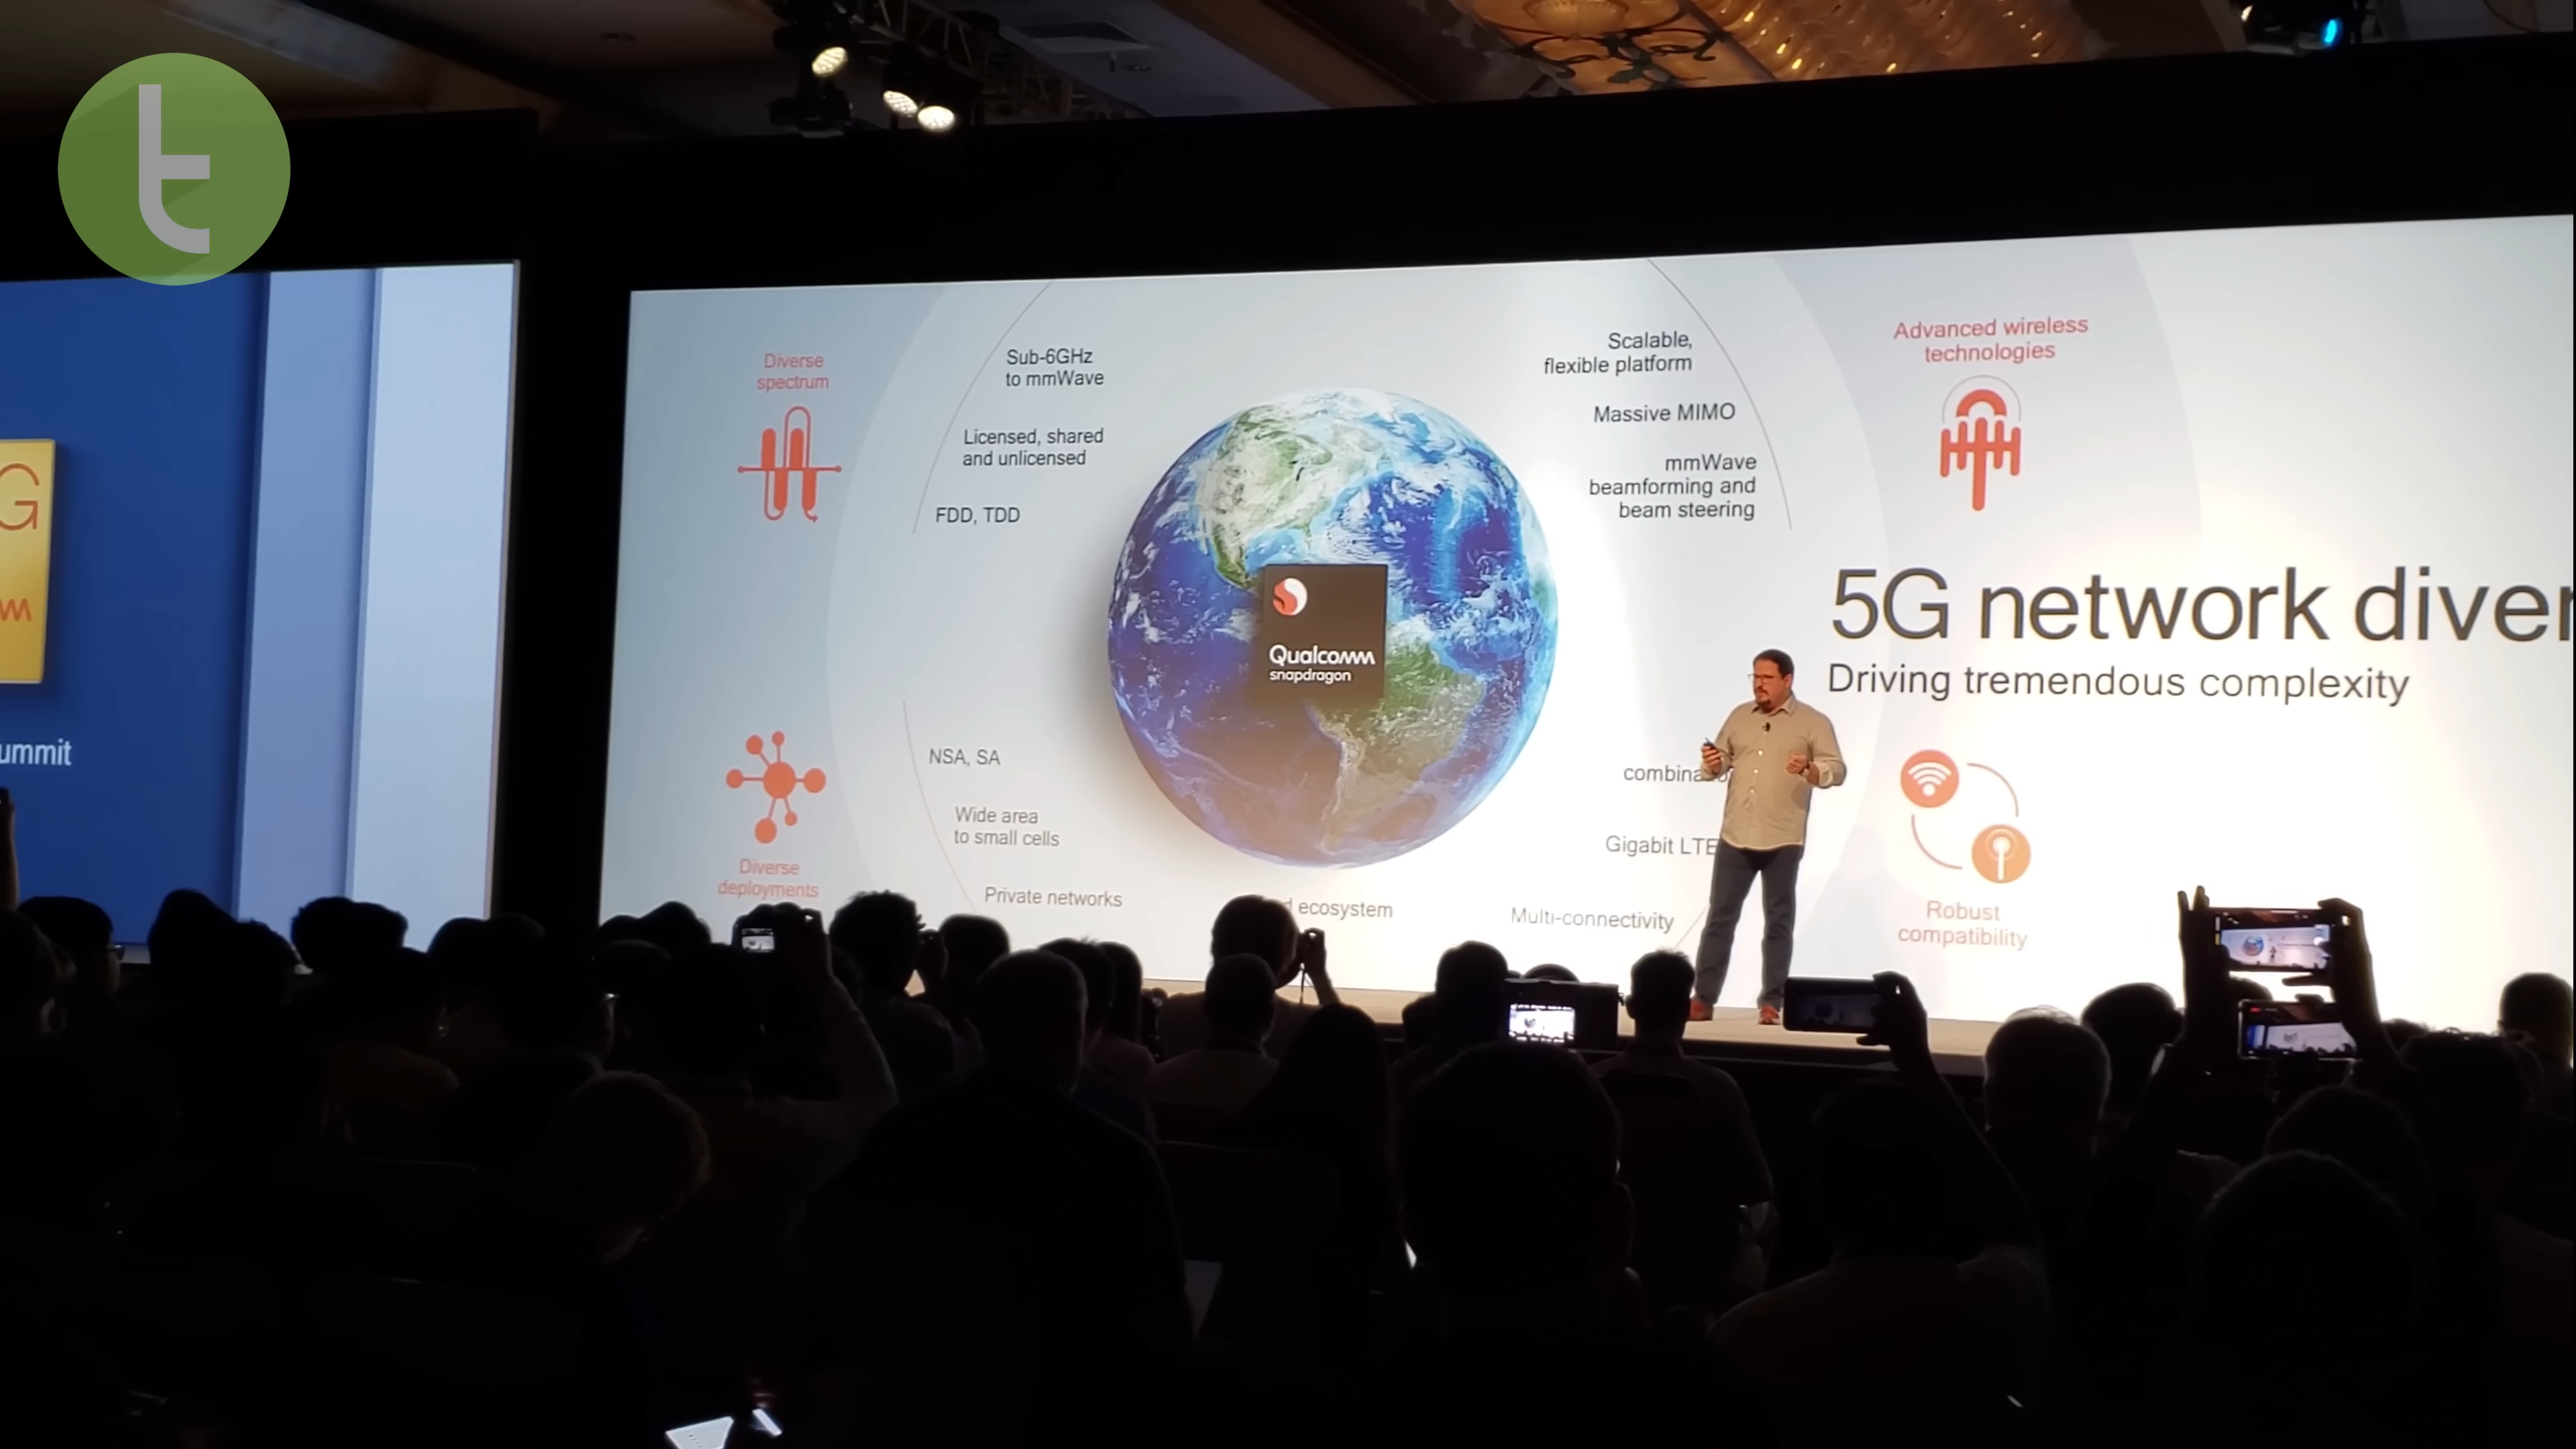 t
G
ummit
Diverse
spectrum
Sub-6GHz
to mmWave
Licensed, shared
and unlicensed
FDD, TDD
Scalable,
flexible platform
Massive MIMO
mmWave
beamforming and
beam steering
Advanced wireless
technologies
Qualcomm
snapdragon
5G network diver
Driving tremendous complexity
NSA, SA
Wide area
to small cells
Private networks
Diverse
deployments
d ecosystem
combina
Gigabit LTE
Multi-connectivity
Robust
compatibility